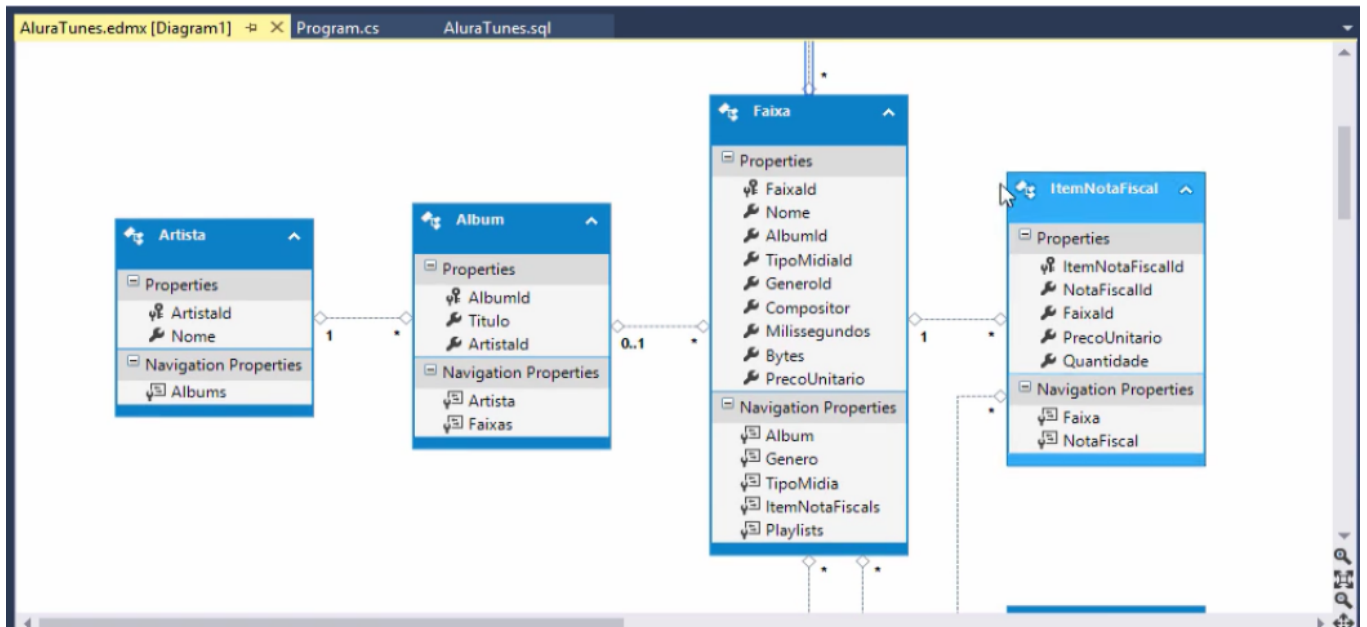 AluraTunes.edmx [Diagram1] Program.cs AluraTunes.sql
*
Artista
Properties
ArtistaId
Nome
Navigation Properties
Albums
1
*
Album
Properties
AlbumId
Titulo
ArtistaId
Navigation Properties
Artista
Faixas
0..1
*
Faixa
Properties
FaixaId
Nome
AlbumId
TipoMidiaId
GeneroId
Compositor
Milissegundos
Bytes
PrecoUnitario
Navigation Properties
Album
Genero
TipoMidia
ItemNotaFiscals
Playlists
1
*
*
*
ItemNotaFiscal
Properties
ItemNotaFiscalId
NotaFiscalId
FaixaId
PrecoUnitario
Quantidade
Navigation Properties
Faixa
NotaFiscal
*